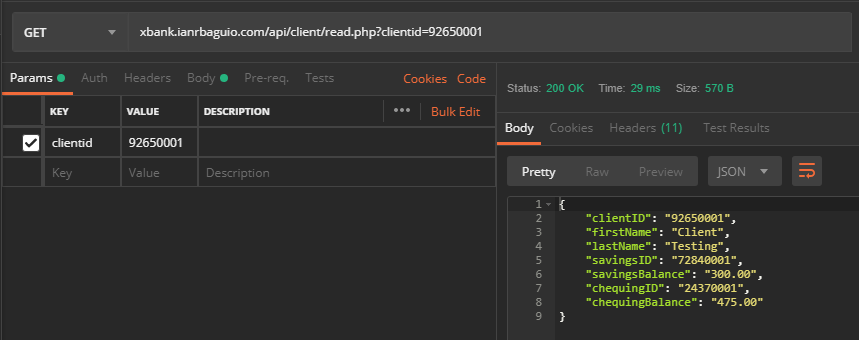 GET xbank.ianrbaguio.com/api/client/read.php?clientid=92650001
Params Auth Headers Body Pre-req. Tests Cookies Code
KEY VALUE DESCRIPTION ••• Bulk Edit
clientid 92650001
Key Value Description
Status: 200 OK Time: 29 ms Size: 570 B
Body Cookies Headers (11) Test Results
Pretty Raw Preview JSON
1 {
2 "clientID": "92650001",
3 "firstName": "Client",
4 "lastName": "Testing",
5 "savingsID": "72840001",
6 "savingsBalance": "300.00",
7 "chequingID": "24370001",
8 "chequingBalance": "475.00"
9 }